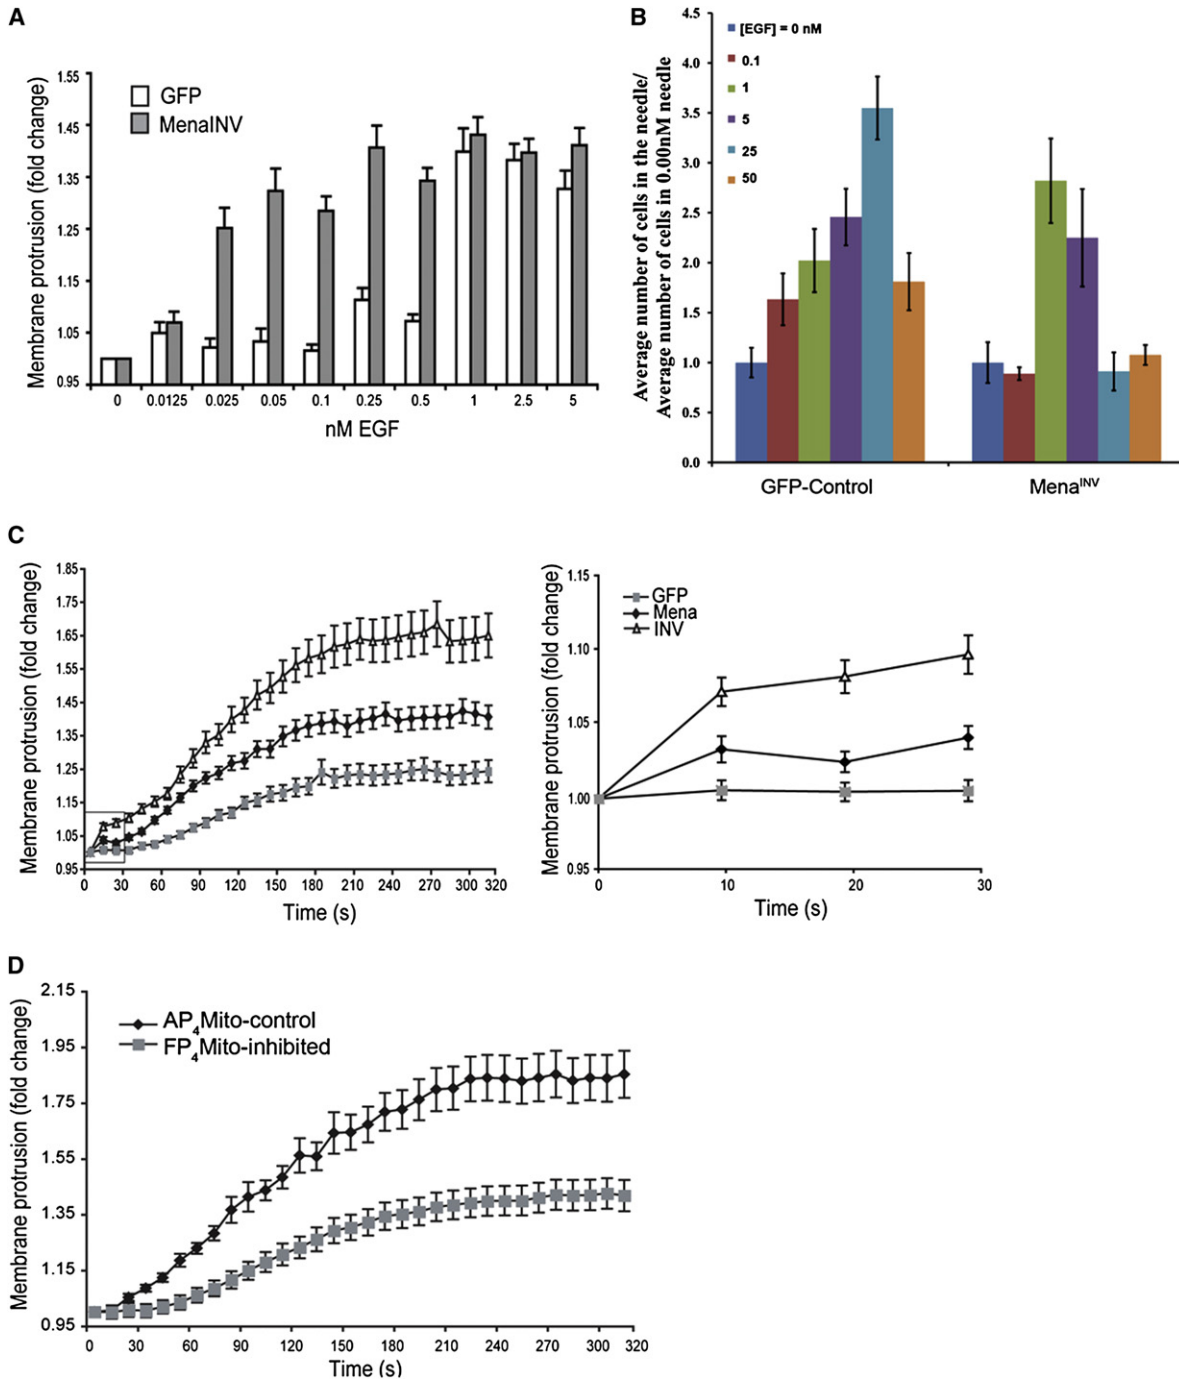 A
Membrane protrusion (fold change)
1.55
1.45
1.35
1.25
1.15
1.05
0.95
GFP
MenaINV
0 0.0125 0.025 0.05 0.1 0.25 0.5 1 2.5 5
nM EGF
B
Average number of cells in the needle/
Average number of cells in 0.00nM needle
4.5
4.0
3.5
3.0
2.5
2.0
1.5
1.0
0.5
0.0
[EGF] = 0 nM
0.1
1
5
25
50
GFP-Control Mena^INV
C
Membrane protrusion (fold change)
1.85
1.75
1.65
1.55
1.45
1.35
1.25
1.15
1.05
0.95
0 30 60 90 120 150 180 210 240 270 300 320
Time (s)
Membrane protrusion (fold change)
1.15
1.10
1.05
1.00
0.95
GFP
Mena
INV
0 10 20 30
Time (s)
D
Membrane protrusion (fold change)
2.15
1.95
1.75
1.55
1.35
1.15
0.95
AP4Mito-control
FP4Mito-inhibited
0 30 60 90 120 150 180 210 240 270 300 320
Time (s)